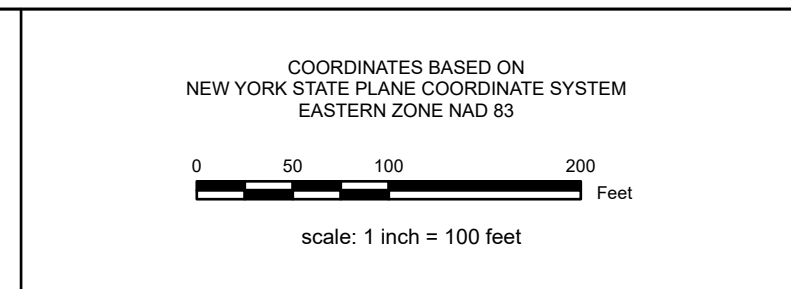 COORDINATES BASED ON
NEW YORK STATE PLANE COORDINATE SYSTEM
EASTERN ZONE NAD 83
0 50 100 200
Feet
scale: 1 inch = 100 feet